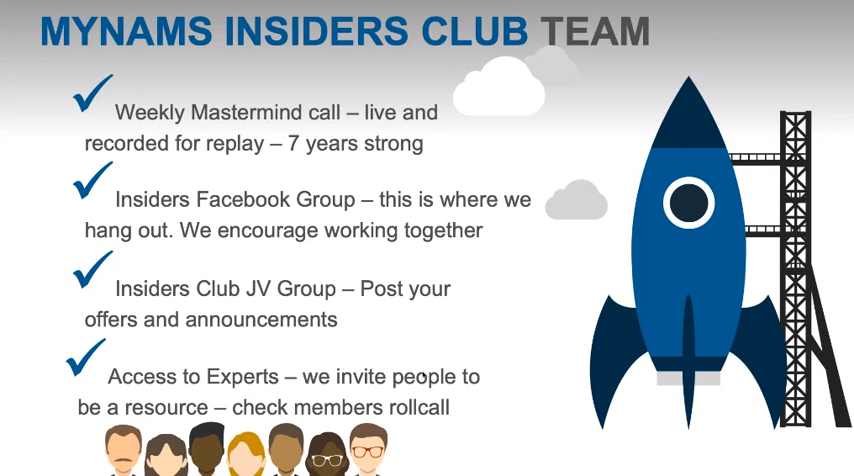 MYNAMS INSIDERS CLUB TEAM
Weekly Mastermind call – live and
recorded for replay – 7 years strong
Insiders Facebook Group – this is where we
hang out. We encourage working together
Insiders Club JV Group – Post your
offers and announcements
Access to Experts – we invite people to
be a resource – check members rollcall